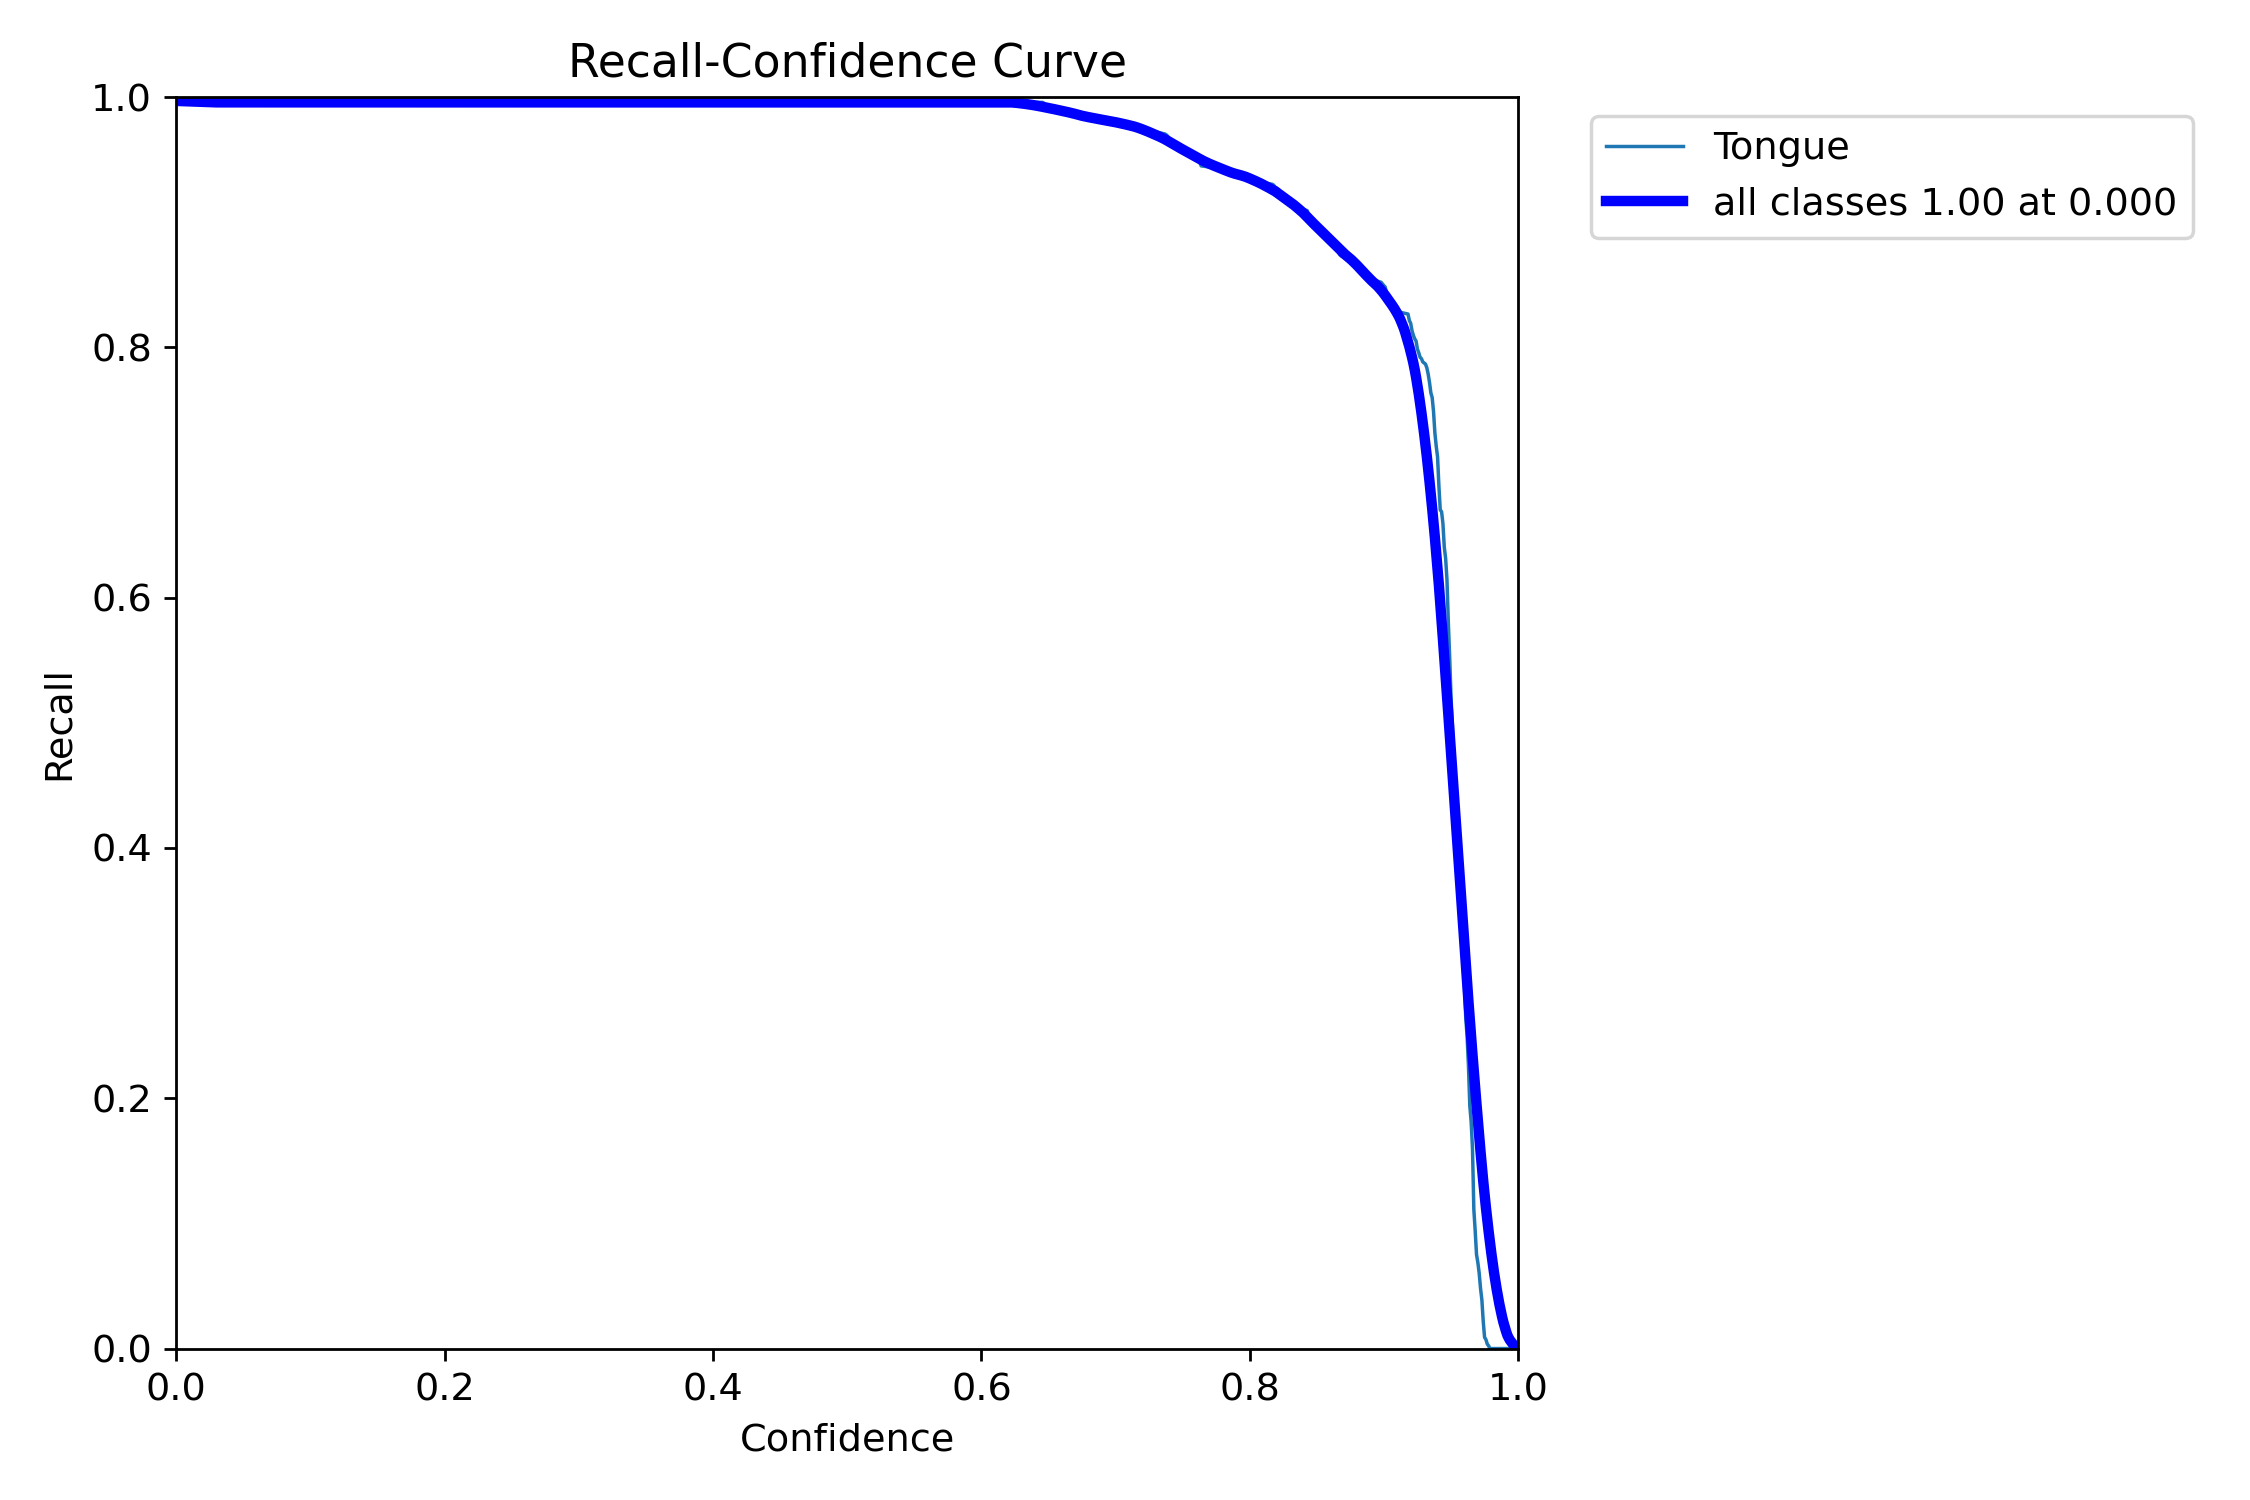 Recall-Confidence Curve
1.0
0.8
0.6
0.4
0.2
0.0
Recall
0.0 0.2 0.4 0.6 0.8 1.0
Confidence
Tongue
all classes 1.00 at 0.000